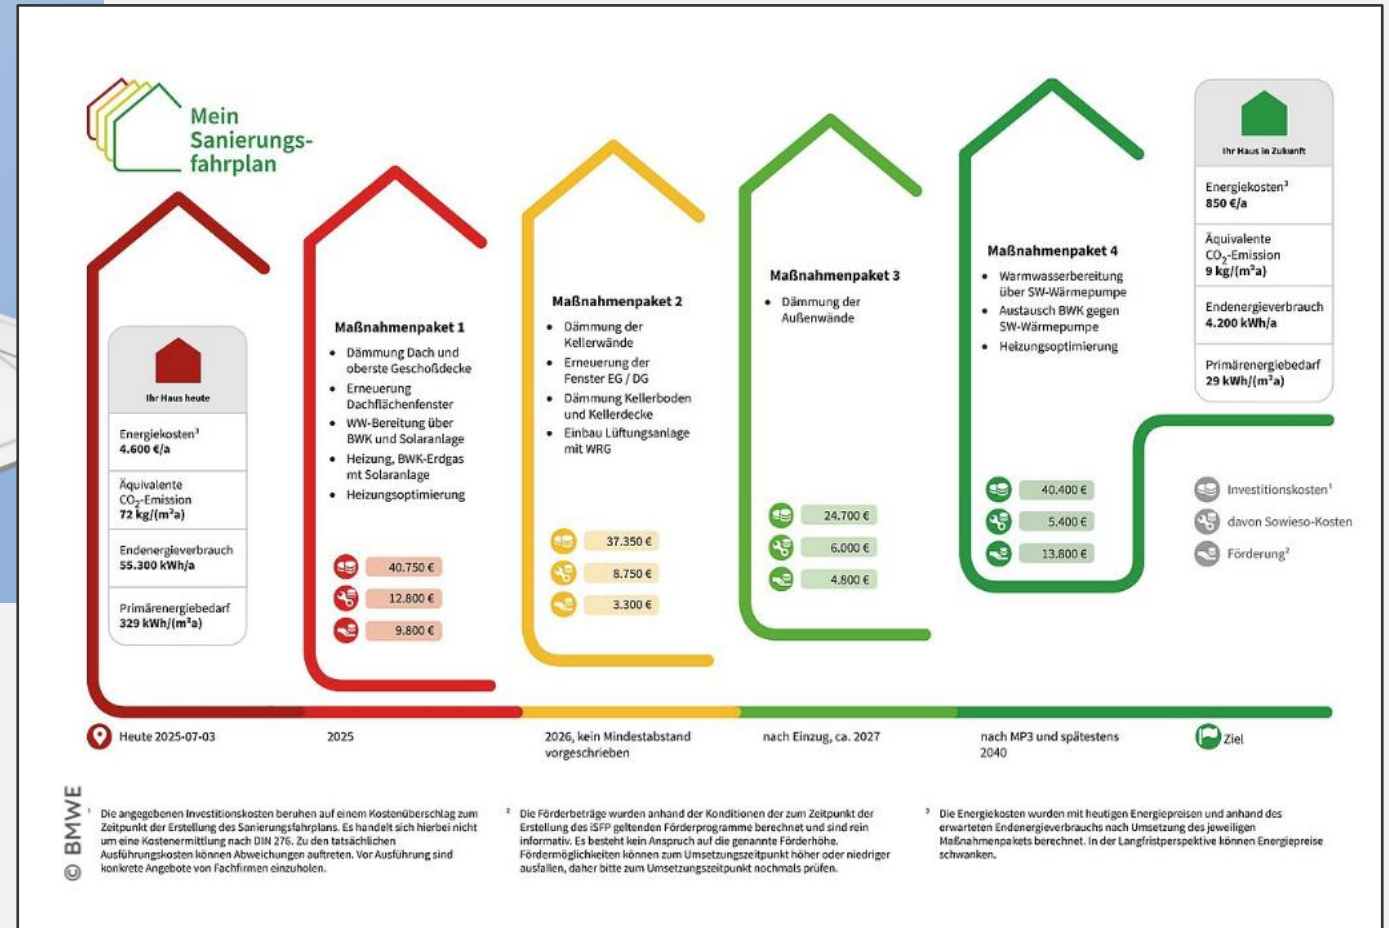 Mein
Sanierungs-
fahrplan
Ihr Haus heute
Energiekosten³
4.600 €/a
Äquivalente
CO₂-Emission
72 kg/(m²a)
Endenergieverbrauch
55.300 kWh/a
Primärenergiebedarf
329 kWh/(m²a)
Maßnahmenpaket 1
• Dämmung Dach und
oberste Geschoßdecke
• Erneuerung
Dachflächenfenster
• WW-Bereitung über
BWK und Solaranlage
• Heizung, BWK-Erdgas
mt Solaranlage
• Heizungsoptimierung
40.750 €
12.800 €
9.800 €
Maßnahmenpaket 2
• Dämmung der
Kellerwände
• Erneuerung der
Fenster EG / DG
• Dämmung Kellerboden
und Kellerdecke
• Einbau Lüftungsanlage
mit WRG
37.350 €
8.750 €
3.300 €
Maßnahmenpaket 3
• Dämmung der
Außenwände
24.700 €
6.000 €
4.800 €
Maßnahmenpaket 4
• Warmwasserbereitung
über SW-Wärmepumpe
• Austausch BWK gegen
SW-Wärmepumpe
• Heizungsoptimierung
40.400 €
5.400 €
13.800 €
Ihr Haus in Zukunft
Energiekosten³
850 €/a
Äquivalente
CO₂-Emission
9 kg/(m²a)
Endenergieverbrauch
4.200 kWh/a
Primärenergiebedarf
29 kWh/(m²a)
Investitionskosten¹
davon Sowieso-Kosten
Förderung²
Heute 2025-07-03
2025
2026, kein Mindestabstand
vorgeschrieben
nach Einzug, ca. 2027
nach MP3 und spätestens
2040
Ziel
© BMWE
¹ Die angegebenen Investitionskosten beruhen auf einem Kostenüberschlag zum
Zeitpunkt der Erstellung des Sanierungsfahrplans. Es handelt sich hierbei nicht
um eine Kostenermittlung nach DIN 276. Zu den tatsächlichen
Ausführungskosten können Abweichungen auftreten. Vor Ausführung sind
konkrete Angebote von Fachfirmen einzuholen.
² Die Förderbeträge wurden anhand der Konditionen der zum Zeitpunkt der
Erstellung des iSFP geltenden Förderprogramme berechnet und sind rein
informativ. Es besteht kein Anspruch auf die genannte Förderhöhe.
Fördermöglichkeiten können zum Umsetzungszeitpunkt höher oder niedriger
ausfallen, daher bitte zum Umsetzungszeitpunkt nochmals prüfen.
³ Die Energiekosten wurden mit heutigen Energiepreisen und anhand des
erwarteten Endenergieverbrauchs nach Umsetzung des jeweiligen
Maßnahmenpakets berechnet. In der Langfristperspektive können Energiepreise
schwanken.